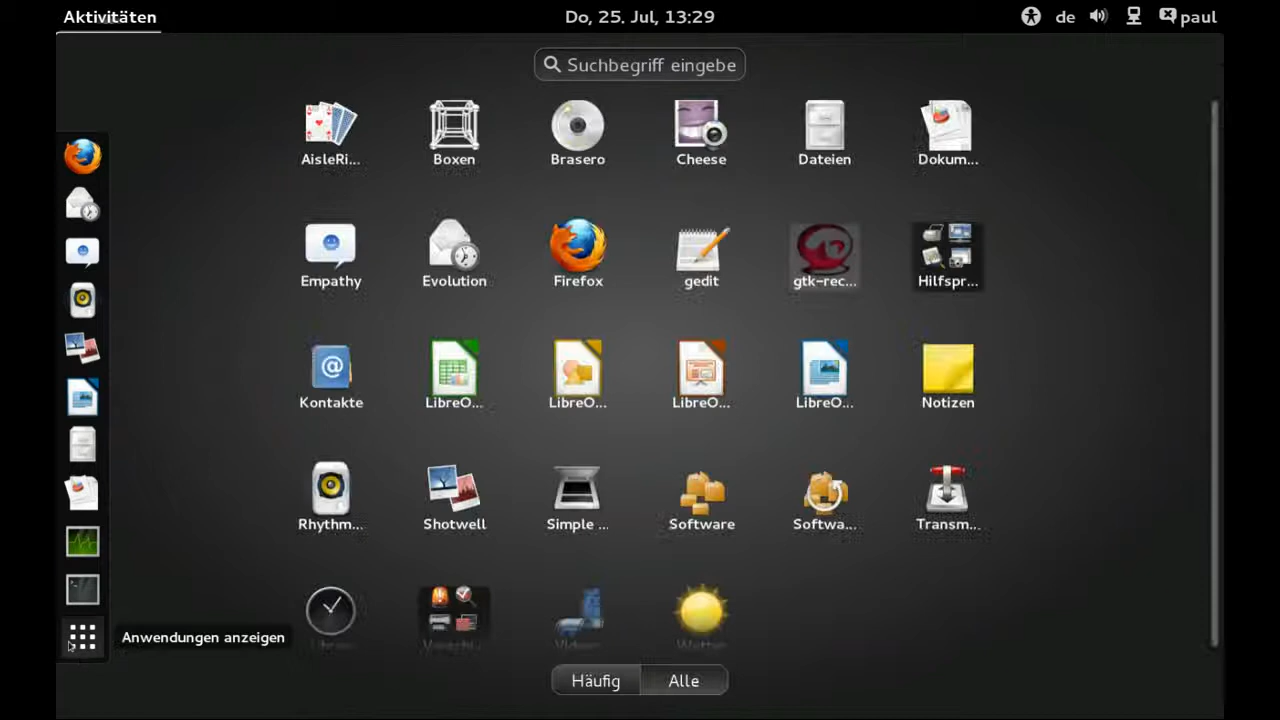 Aktivitäten
Do, 25. Jul, 13:29
de
paul
Suchbegriff eingebe
AisleRi...
Boxen
Brasero
Cheese
Dateien
Dokum...
Empathy
Evolution
Firefox
gedit
gtk-rec...
Hilfspr...
Kontakte
LibreO...
LibreO...
LibreO...
LibreO...
Notizen
Rhythm...
Shotwell
Simple ...
Software
Softwa...
Transm...
Anwendungen anzeigen
Häufig
Alle